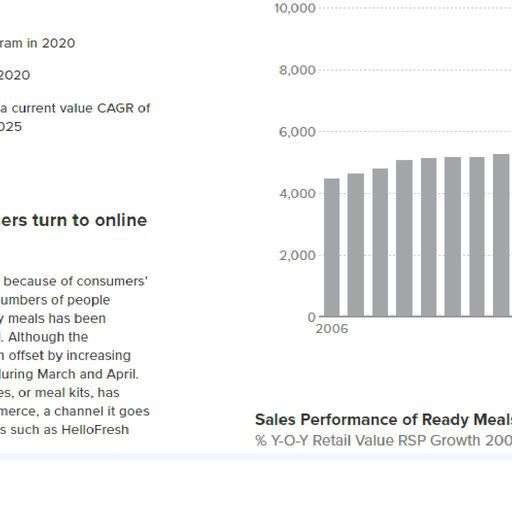 ram in 2020
2020
a current value CAGR of
025
ers turn to online
because of consumers'
umbers of people
y meals has been
. Although the
n offset by increasing
during March and April.
es, or meal kits, has
merce, a channel it goes
s such as HelloFresh
10,000
8,000
6,000
4,000
2,000
0
2006
Sales Performance of Ready Meals
% Y-O-Y Retail Value RSP Growth 200